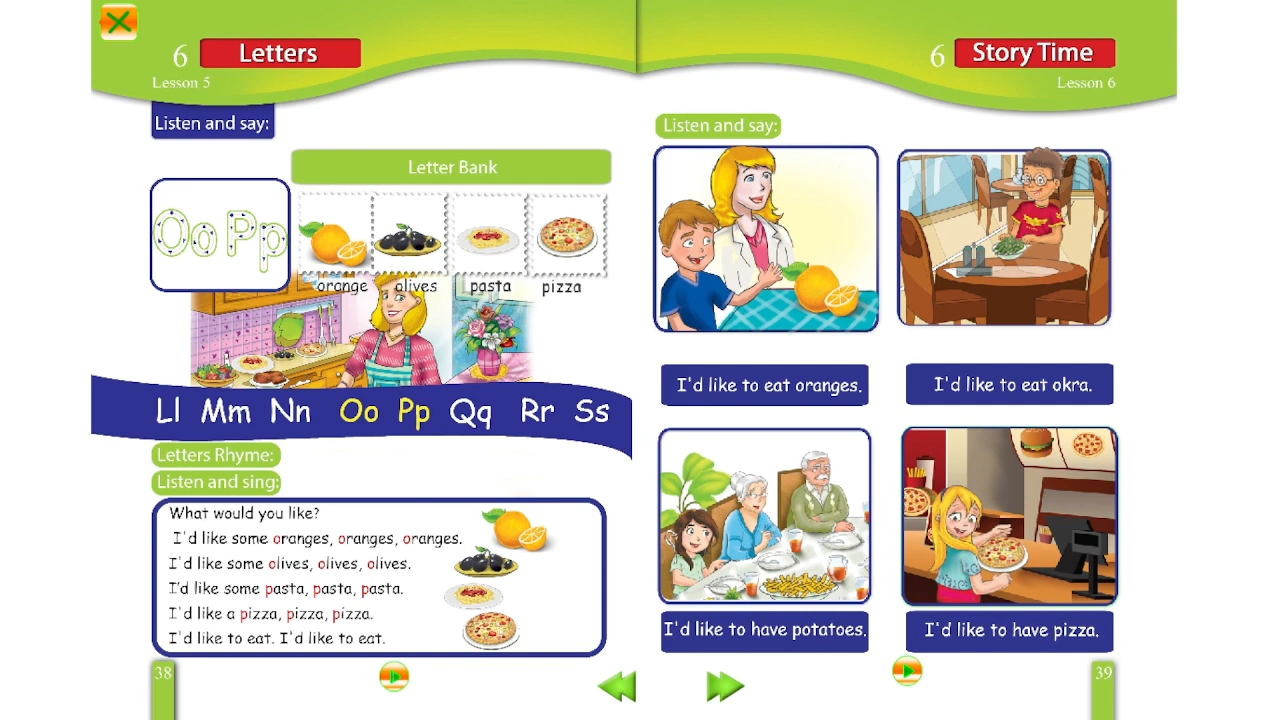 6 Letters
Lesson 5
Listen and say:
Letter Bank
Oo Pp
orange olives pasta pizza
Ll Mm Nn Oo Pp Qq Rr Ss
Letters Rhyme:
Listen and sing:
What would you like?
I'd like some oranges, oranges, oranges.
I'd like some olives, olives, olives.
I'd like some pasta, pasta, pasta.
I'd like a pizza, pizza, pizza.
I'd like to eat. I'd like to eat.
38
6 Story Time
Lesson 6
Listen and say:
I'd like to eat oranges.
I'd like to eat okra.
I'd like to have potatoes.
I'd like to have pizza.
39